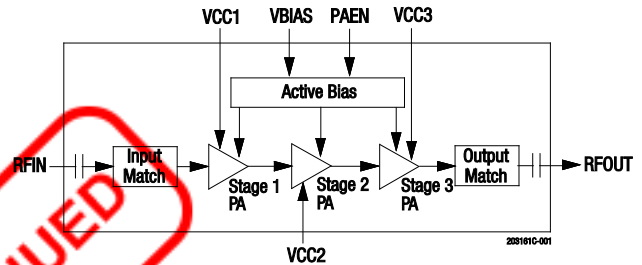 VCC1 VBIAS PAEN VCC3
Active Bias
RFIN
Input
Match
Stage 1
PA
Stage 2
PA
Stage 3
PA
Output
Match
RFOUT
VCC2
203161C-001
NUED